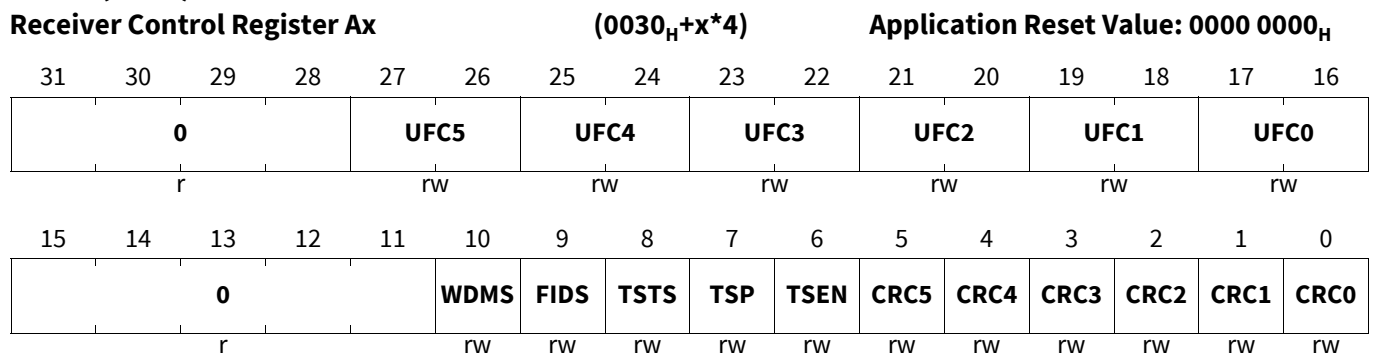 Receiver Control Register Ax (0030H+x*4) Application Reset Value: 0000 0000H
31 30 29 28 27 26 25 24 23 22 21 20 19 18 17 16
0 UFC5 UFC4 UFC3 UFC2 UFC1 UFC0
r rw rw rw rw rw rw
15 14 13 12 11 10 9 8 7 6 5 4 3 2 1 0
0 WDMS FIDS TSTS TSP TSEN CRC5 CRC4 CRC3 CRC2 CRC1 CRC0
r rw rw rw rw rw rw rw rw rw rw rw